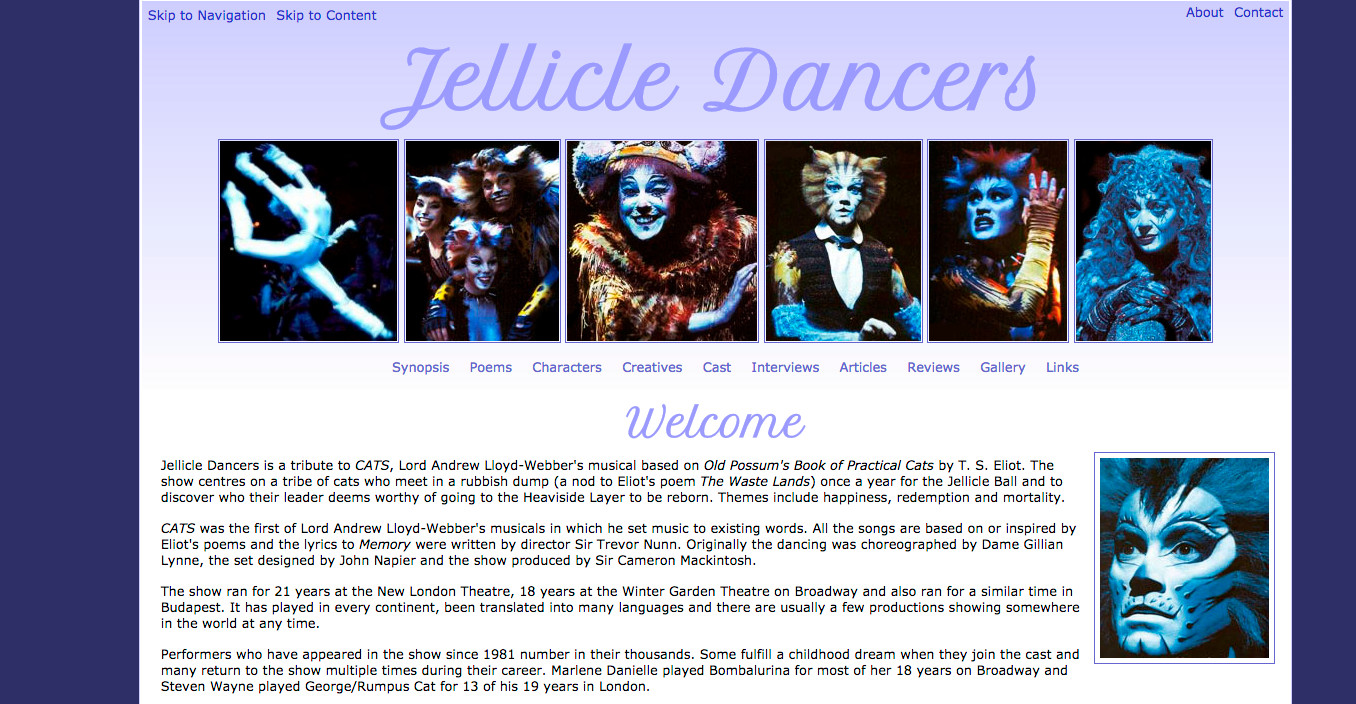 Skip to Navigation Skip to Content About Contact
Jellicle Dancers
Synopsis Poems Characters Creatives Cast Interviews Articles Reviews Gallery Links
Welcome
Jellicle Dancers is a tribute to CATS, Lord Andrew Lloyd-Webber's musical based on Old Possum's Book of Practical Cats by T. S. Eliot. The
show centres on a tribe of cats who meet in a rubbish dump (a nod to Eliot's poem The Waste Lands) once a year for the Jellicle Ball and to
discover who their leader deems worthy of going to the Heaviside Layer to be reborn. Themes include happiness, redemption and mortality.
CATS was the first of Lord Andrew Lloyd-Webber's musicals in which he set music to existing words. All the songs are based on or inspired by
Eliot's poems and the lyrics to Memory were written by director Sir Trevor Nunn. Originally the dancing was choreographed by Dame Gillian
Lynne, the set designed by John Napier and the show produced by Sir Cameron Mackintosh.
The show ran for 21 years at the New London Theatre, 18 years at the Winter Garden Theatre on Broadway and also ran for a similar time in
Budapest. It has played in every continent, been translated into many languages and there are usually a few productions showing somewhere
in the world at any time.
Performers who have appeared in the show since 1981 number in their thousands. Some fulfill a childhood dream when they join the cast and
many return to the show multiple times during their career. Marlene Danielle played Bombalurina for most of her 18 years on Broadway and
Steven Wayne played George/Rumpus Cat for 13 of his 19 years in London.